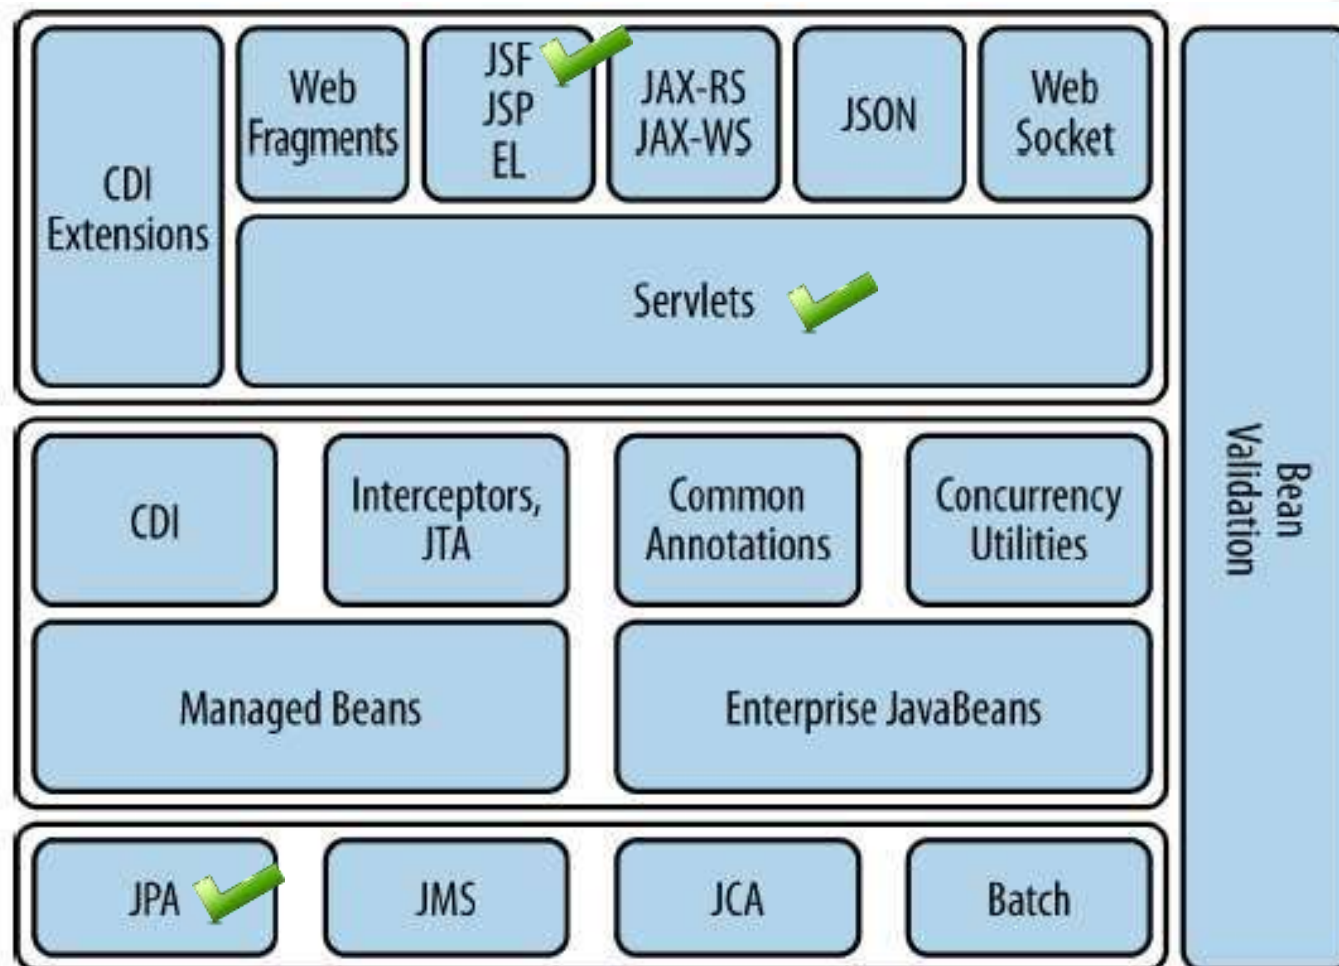 CDI
Extensions
Web
Fragments
JSF
JSP
EL
JAX-RS
JAX-WS
JSON
Web
Socket
Servlets
CDI
Interceptors,
JTA
Common
Annotations
Concurrency
Utilities
Managed Beans
Enterprise JavaBeans
JPA
JMS
JCA
Batch
Bean
Validation